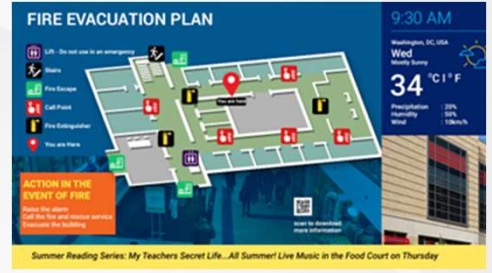 FIRE EVACUATION PLAN
Lift - Do not use in an emergency
Stairs
Fire Escape
Call Point
Fire Extinguisher
You are Here
You are here
ACTION IN THE
EVENT OF FIRE
Raise the alarm
Call the fire and rescue service
Evacuate the building
scan to download
more information
9:30 AM
Washington, DC, USA
Wed
Mostly Sunny
34 °C I °F
Precipitation : 20%
Humidity : 50%
Wind : 10km/h
Summer Reading Series: My Teachers Secret Life...All Summer! Live Music in the Food Court on Thursday